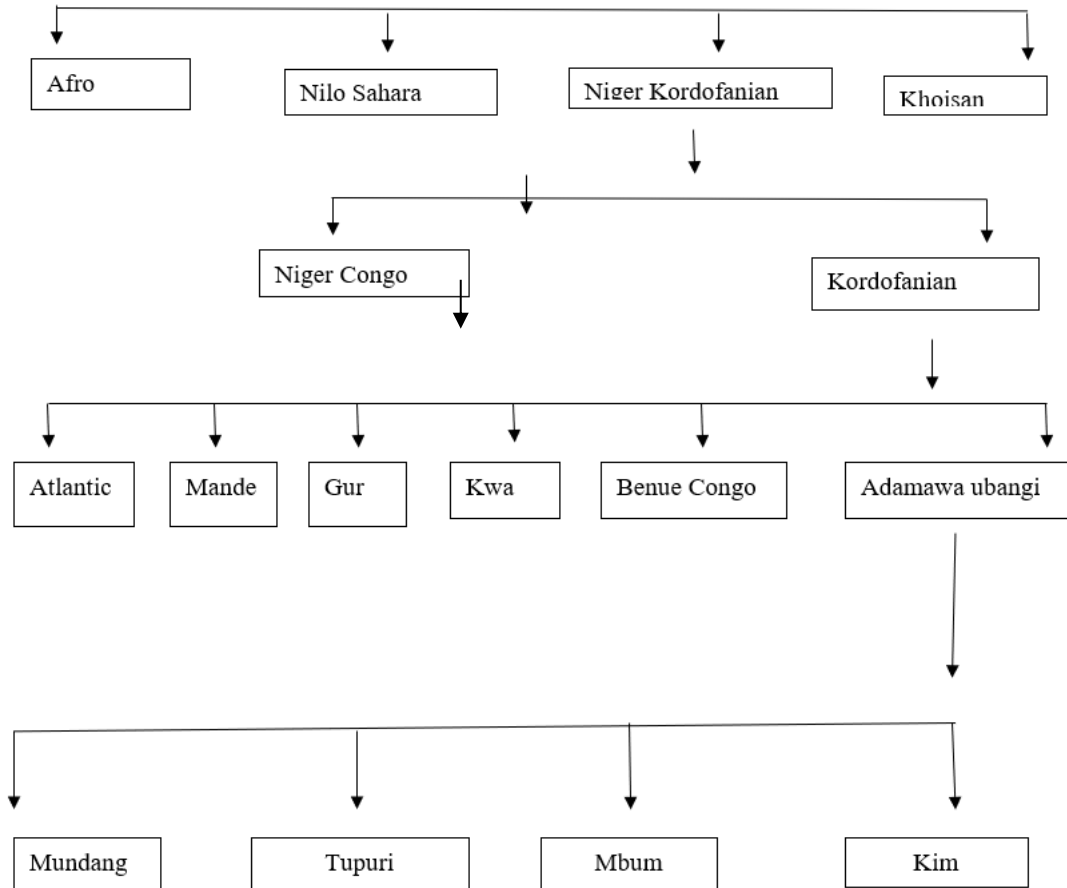 Afro
Nilo Sahara
Niger Kordofanian
Khoisan
Niger Congo
Kordofanian
Atlantic
Mande
Gur
Kwa
Benue Congo
Adamawa ubangi
Mundang
Tupuri
Mbum
Kim